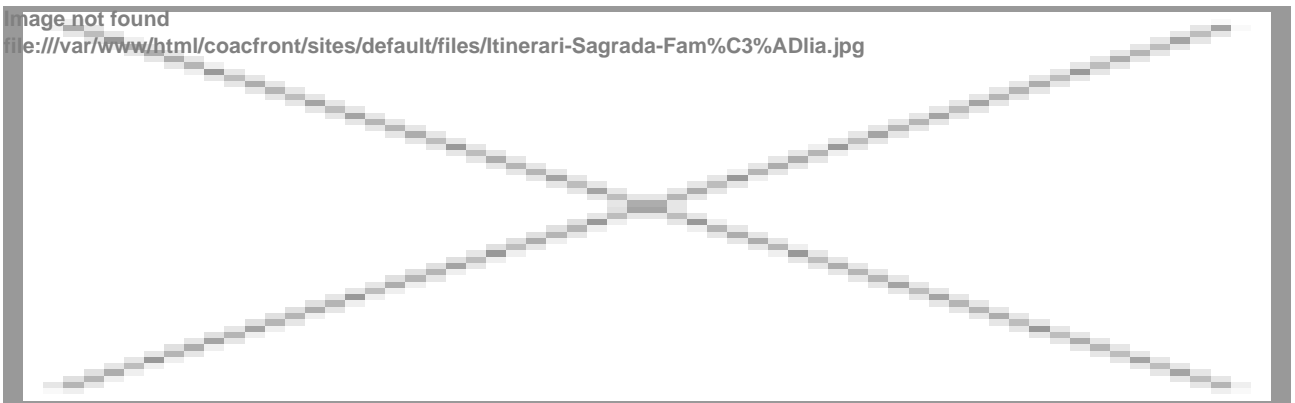 Image not found
file:///var/www/html/coacfront/sites/default/files/Itinerari-Sagrada-Fam%C3%ADlia.jpg